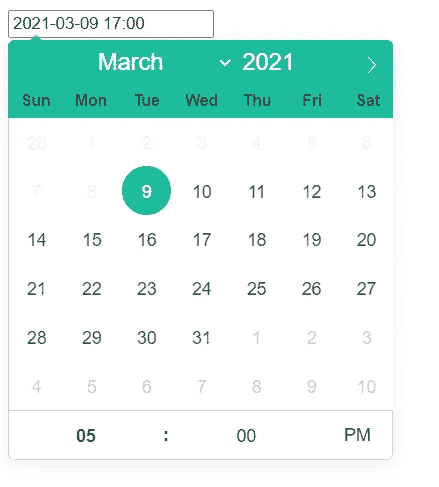 2021-03-09 17:00
March 2021
Sun Mon Tue Wed Thu Fri Sat
28 1 2 3 4 5 6
7 8 9 10 11 12 13
14 15 16 17 18 19 20
21 22 23 24 25 26 27
28 29 30 31 1 2 3
4 5 6 7 8 9 10
05 : 00 PM